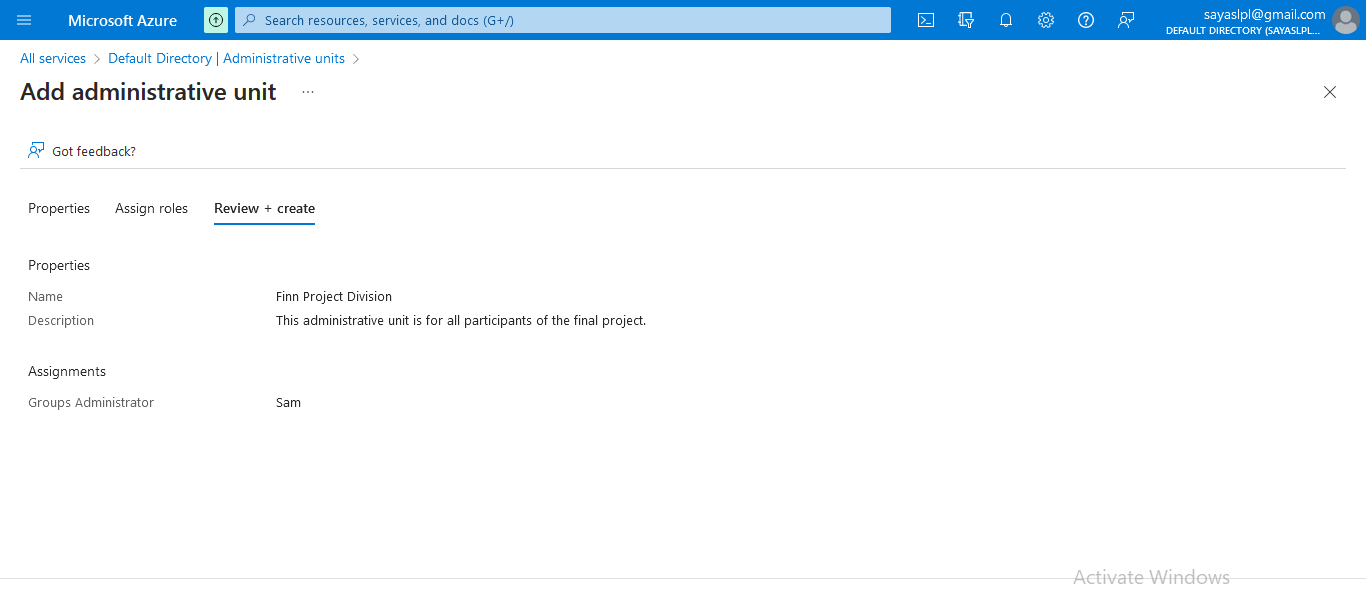 Microsoft Azure
Search resources, services, and docs (G+/)
sayaslpl@gmail.com
DEFAULT DIRECTORY (SAYASLPL...
All services > Default Directory | Administrative units >
Add administrative unit ...
Got feedback?
Properties Assign roles Review + create
Properties
Name Finn Project Division
Description This administrative unit is for all participants of the final project.
Assignments
Groups Administrator Sam
Activate Windows